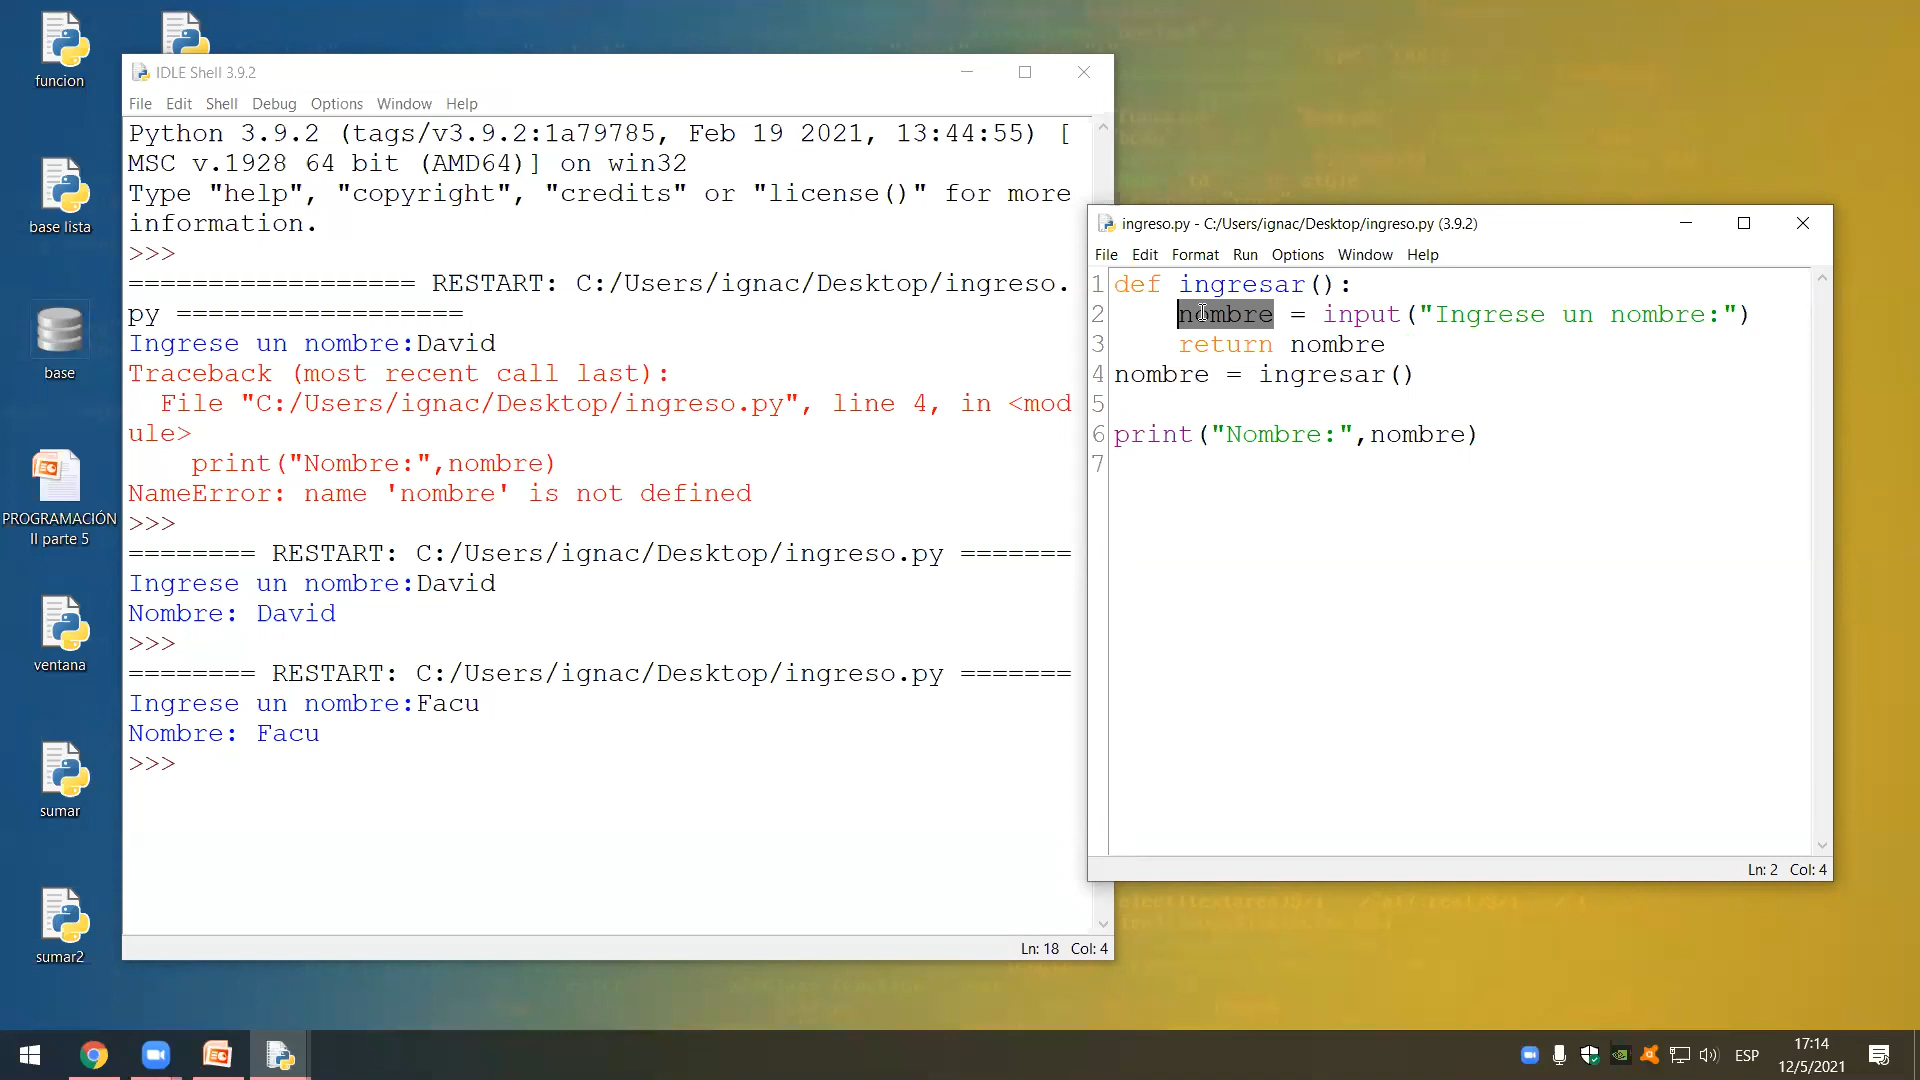 funcion
base lista
base
PROGRAMACIÓN
II parte 5
ventana
sumar
sumar2
IDLE Shell 3.9.2
File Edit Shell Debug Options Window Help
Python 3.9.2 (tags/v3.9.2:1a79785, Feb 19 2021, 13:44:55) [
MSC v.1928 64 bit (AMD64)] on win32
Type "help", "copyright", "credits" or "license()" for more
information.
>>>
================== RESTART: C:/Users/ignac/Desktop/ingreso.
py ==================
Ingrese un nombre:David
Traceback (most recent call last):
  File "C:/Users/ignac/Desktop/ingreso.py", line 4, in <mod
ule>
    print("Nombre:",nombre)
NameError: name 'nombre' is not defined
>>>
======== RESTART: C:/Users/ignac/Desktop/ingreso.py =======
Ingrese un nombre:David
Nombre: David
>>>
======== RESTART: C:/Users/ignac/Desktop/ingreso.py =======
Ingrese un nombre:Facu
Nombre: Facu
>>>
Ln: 18 Col: 4
ingreso.py - C:/Users/ignac/Desktop/ingreso.py (3.9.2)
File Edit Format Run Options Window Help
1 def ingresar():
2     nombre = input("Ingrese un nombre:")
3     return nombre
4 nombre = ingresar()
5
6 print("Nombre:",nombre)
7
Ln: 2 Col: 4
ESP
17:14
12/5/2021